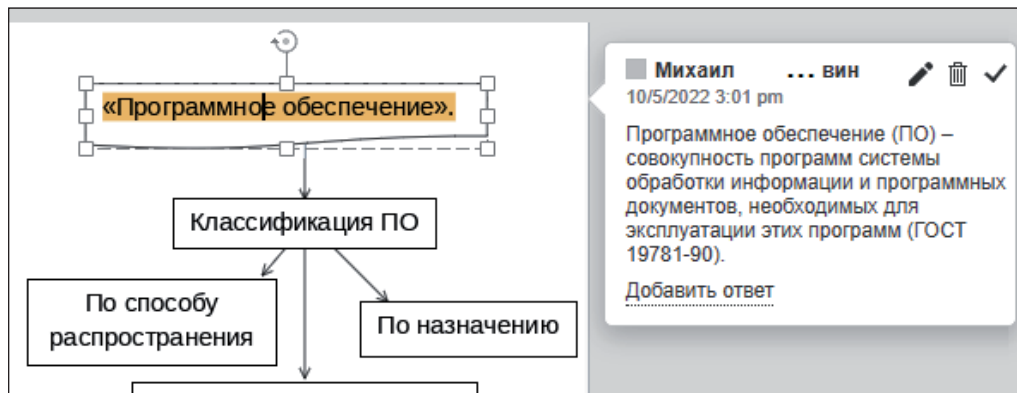 «Программное обеспечение».
Классификация ПО
По способу
распространения
По назначению
Михаил ... вин
10/5/2022 3:01 pm
Программное обеспечение (ПО) –
совокупность программ системы
обработки информации и программных
документов, необходимых для
эксплуатации этих программ (ГОСТ
19781-90).
Добавить ответ